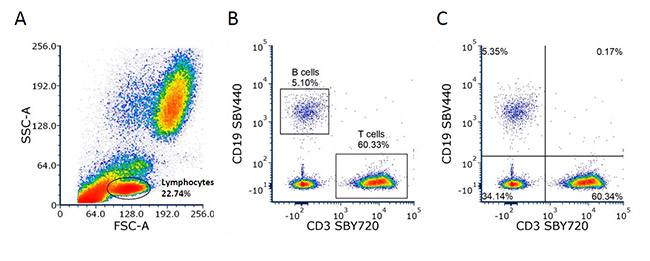 A
B
C
256.0
192.0
128.0
64.0
0
SSC-A
Lymphocytes
22.74%
0
64.0
128.0
192.0
256.0
FSC-A
10^5
10^4
10^3
10^2
-10^1
CD19 SBV440
B cells
5.10%
T cells
60.33%
-10^2
10^3
10^4
10^5
CD3 SBY720
10^5
10^4
10^3
10^2
-10^1
CD19 SBV440
5.35%
0.17%
34.14%
60.34%
-10^2
10^3
10^4
10^5
CD3 SBY720